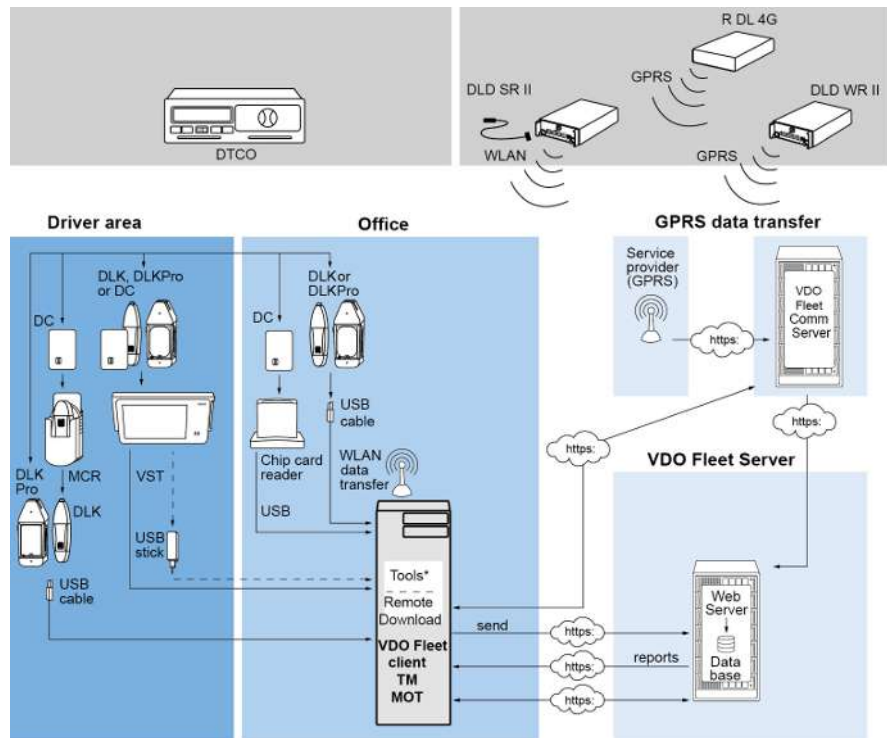 R DL 4G
GPRS
DLD SR II
DLD WR II
WLAN
GPRS
DTCO
Driver area
Office
GPRS data transfer
DLK, DLKPro
or DC
DC
DLK or
DLKPro
DC
Service
provider
(GPRS)
VDO
Fleet
Comm
Server
https:
USB
cable
https:
https:
Chip card
reader
WLAN
data
transfer
VDO Fleet Server
DLK
Pro
MCR
VST
USB
DLK
USB
stick
USB
cable
Tools*
Remote
Download
VDO Fleet
client
TM
MOT
send
https:
reports
https:
https:
Web
Server
Data
base